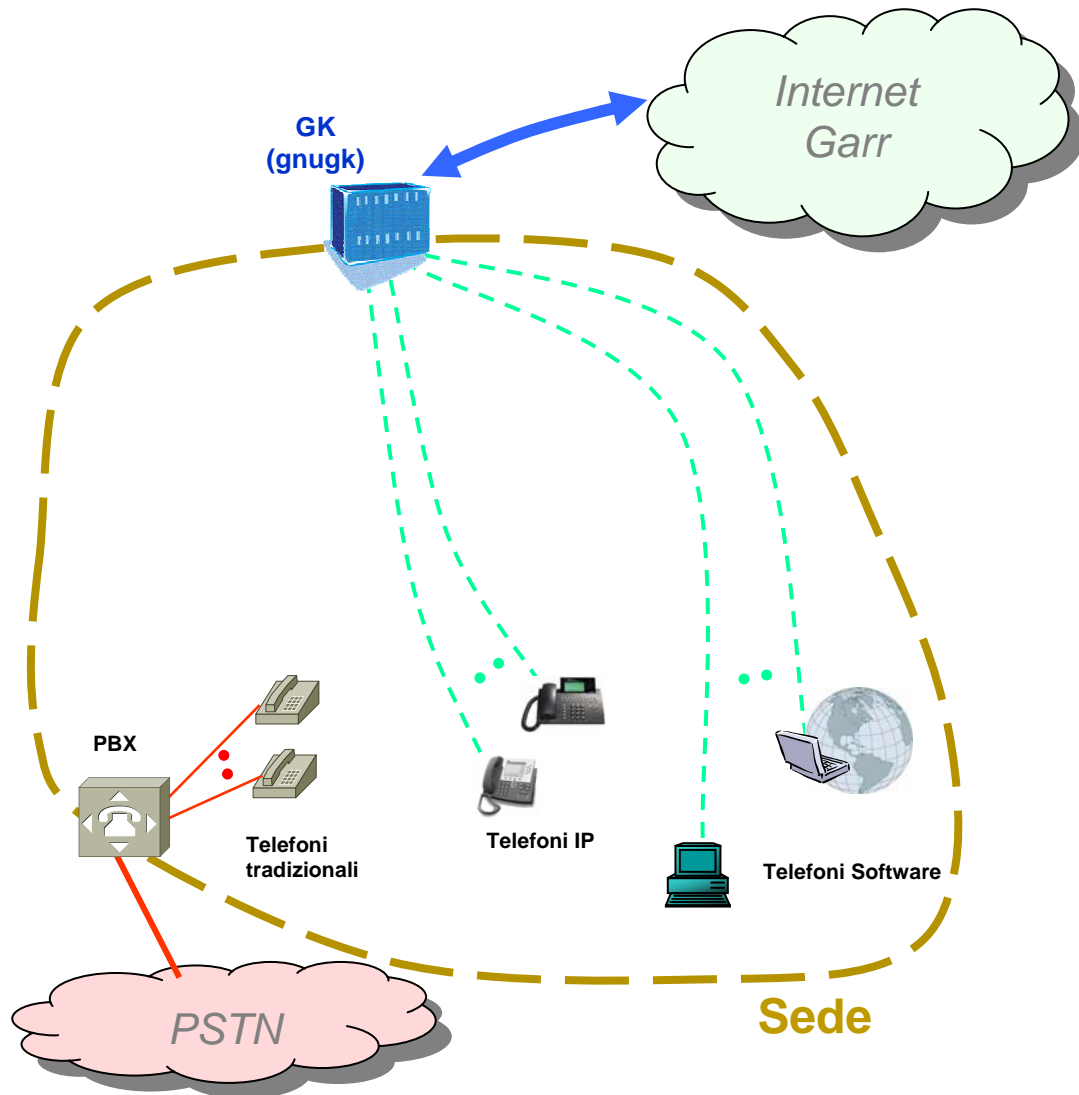 Internet
Garr
GK
(gnugk)
PBX
Telefoni
tradizionali
Telefoni IP
Telefoni Software
Sede
PSTN